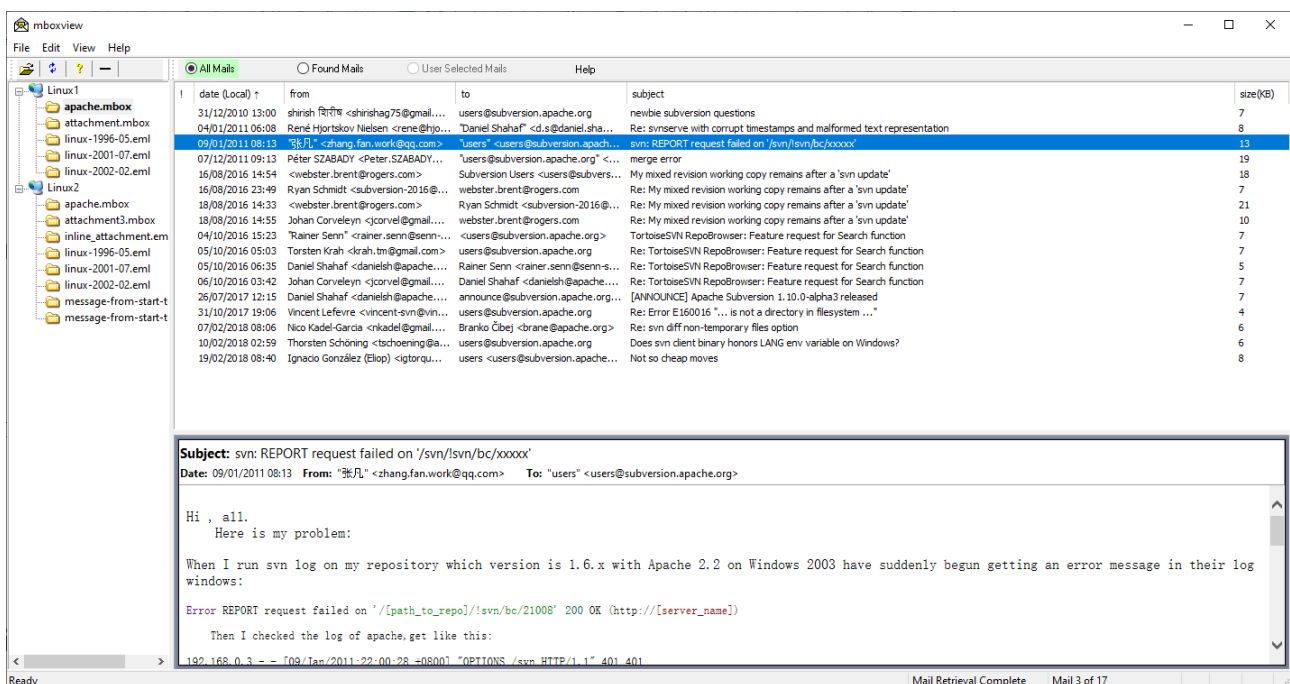 mboxview
File Edit View Help
All Mails Found Mails User Selected Mails Help
Linux1
apache.mbox
attachment.mbox
linux-1996-05.eml
linux-2001-07.eml
linux-2002-02.eml
Linux2
apache.mbox
attachment3.mbox
inline_attachment.em
linux-1996-05.eml
linux-2001-07.eml
linux-2002-02.eml
message-from-start-t
message-from-start-t
! date (Local) ↑ from to subject size(KB)
31/12/2010 13:00 shirish शिरीष <shirishag75@gmail.... users@subversion.apache.org newbie subversion questions 7
04/01/2011 06:08 René Hjortskov Nielsen <rene@hjo... "Daniel Shahaf" <d.s@daniel.sha... Re: svnserve with corrupt timestamps and malformed text representation 8
09/01/2011 08:13 "张凡" <zhang.fan.work@qq.com> "users" <users@subversion.apach... svn: REPORT request failed on '/svn/!svn/bc/xxxxx' 13
07/12/2011 09:13 Péter SZABADY <Peter.SZABADY... "users@subversion.apache.org" <... merge error 19
16/08/2016 14:54 <webster.brent@rogers.com> Subversion Users <users@subvers... My mixed revision working copy remains after a 'svn update' 18
16/08/2016 23:49 Ryan Schmidt <subversion-2016@... webster.brent@rogers.com Re: My mixed revision working copy remains after a 'svn update' 7
18/08/2016 14:33 <webster.brent@rogers.com> Ryan Schmidt <subversion-2016@... Re: My mixed revision working copy remains after a 'svn update' 21
18/08/2016 14:55 Johan Corveleyn <jcorvel@gmail.... webster.brent@rogers.com Re: My mixed revision working copy remains after a 'svn update' 10
04/10/2016 15:23 "Rainer Senn" <rainer.senn@senn-... <users@subversion.apache.org> TortoiseSVN RepoBrowser: Feature request for Search function 7
05/10/2016 05:03 Torsten Krah <krah.tm@gmail.com> users@subversion.apache.org Re: TortoiseSVN RepoBrowser: Feature request for Search function 7
05/10/2016 06:35 Daniel Shahaf <danielsh@apache.... Rainer Senn <rainer.senn@senn-s... Re: TortoiseSVN RepoBrowser: Feature request for Search function 5
06/10/2016 03:42 Johan Corveleyn <jcorvel@gmail.... Daniel Shahaf <danielsh@apache.... Re: TortoiseSVN RepoBrowser: Feature request for Search function 7
26/07/2017 12:15 Daniel Shahaf <danielsh@apache.... announce@subversion.apache.org... [ANNOUNCE] Apache Subversion 1.10.0-alpha3 released 7
31/10/2017 19:06 Vincent Lefevre <vincent-svn@vin... users@subversion.apache.org Re: Error E160016 "... is not a directory in filesystem ..." 4
07/02/2018 08:06 Nico Kadel-Garcia <nkadel@gmail.... Branko Čibej <brane@apache.org> Re: svn diff non-temporary files option 6
10/02/2018 02:59 Thorsten Schöning <tschoening@a... users@subversion.apache.org Does svn client binary honors LANG env variable on Windows? 6
19/02/2018 08:40 Ignacio González (Eliop) <igtorqu... users <users@subversion.apache... Not so cheap moves 8
Subject: svn: REPORT request failed on '/svn/!svn/bc/xxxxx'
Date: 09/01/2011 08:13 From: "张凡" <zhang.fan.work@qq.com> To: "users" <users@subversion.apache.org>
Hi , all.
Here is my problem:
When I run svn log on my repository which version is 1.6.x with Apache 2.2 on Windows 2003 have suddenly begun getting an error message in their log
windows:
Error REPORT request failed on '/[path_to_repo]/!svn/bc/21008' 200 OK (http://[server_name])
Then I checked the log of apache,get like this:
192.168.0.3 - - [09/Jan/2011:22:00:28 +0800] "OPTIONS /svn HTTP/1.1" 401 401
Ready Mail Retrieval Complete Mail 3 of 17